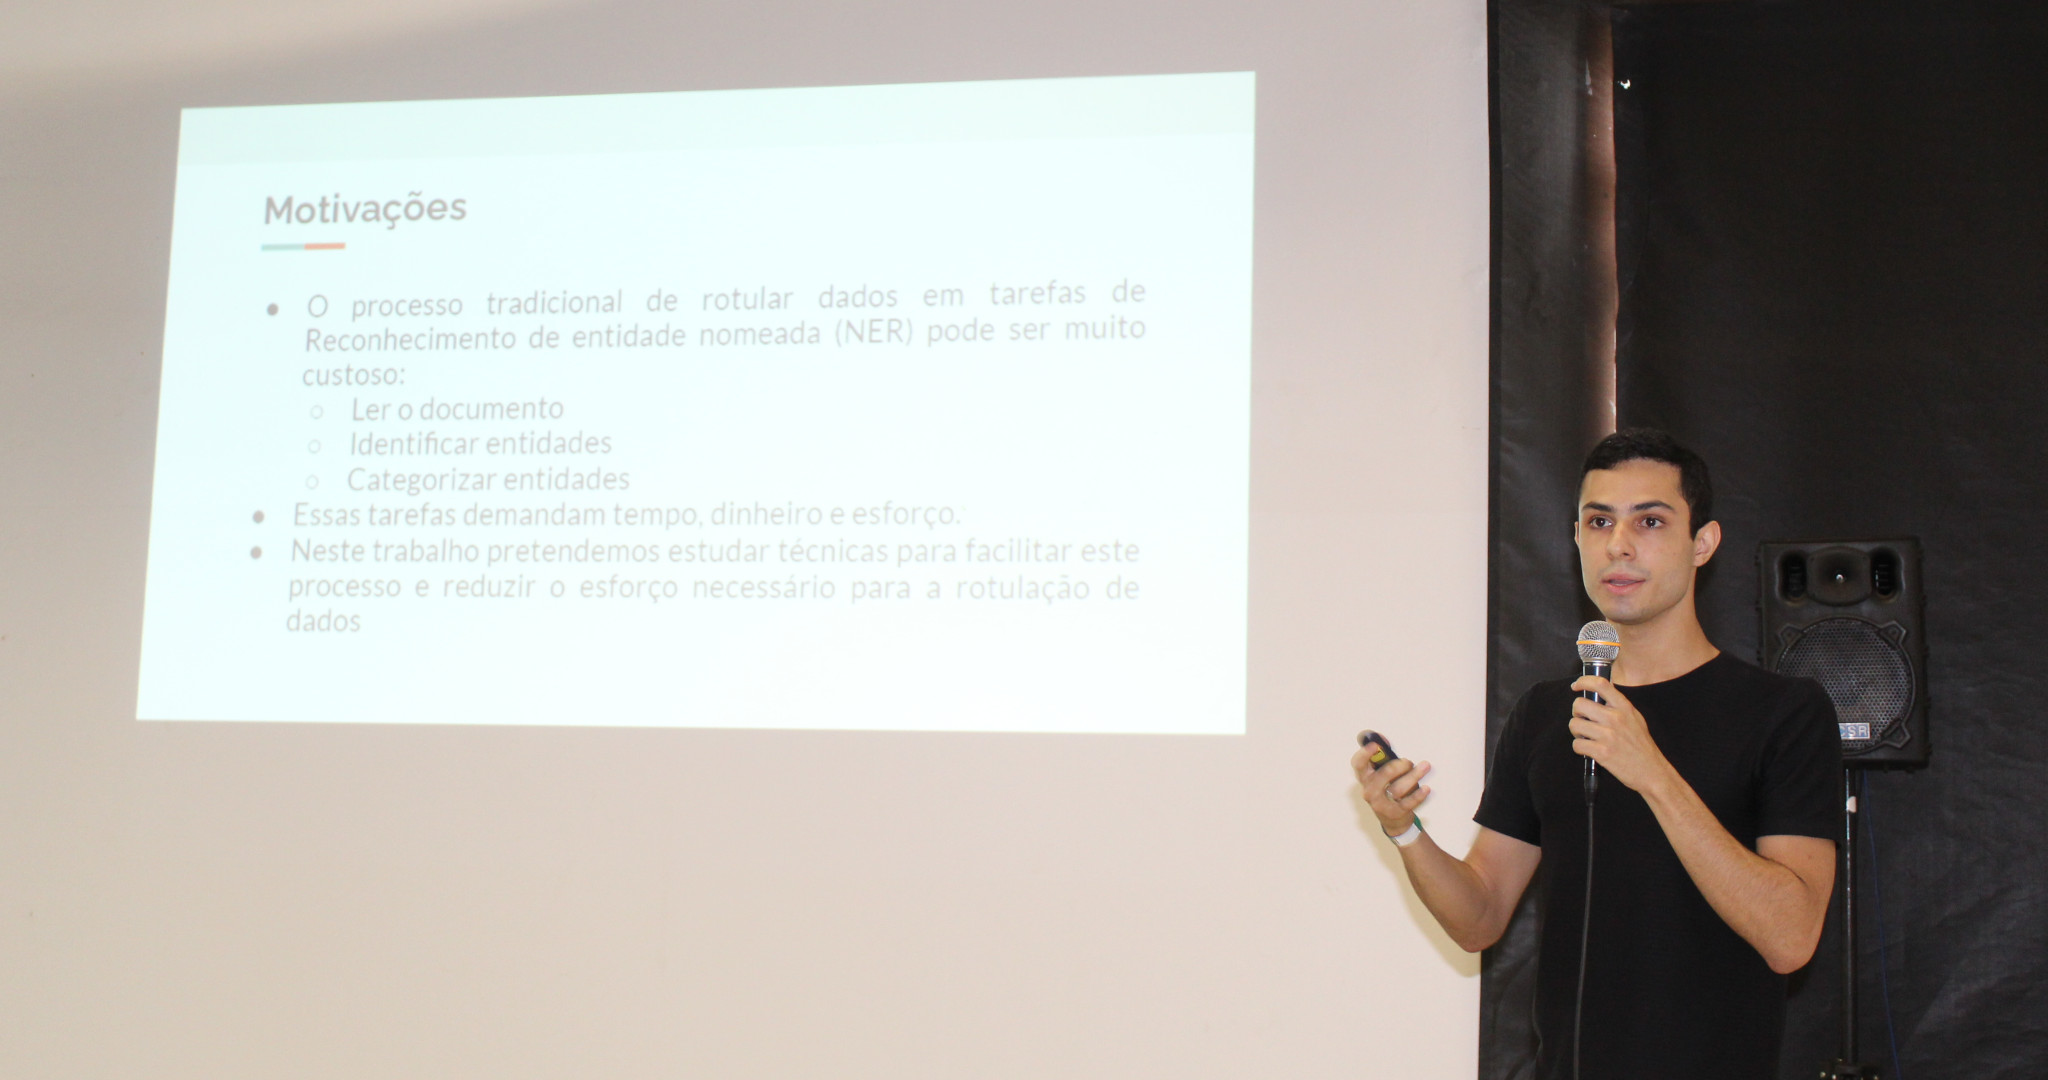 Motivações
● O processo tradicional de rotular dados em tarefas de
Reconhecimento de entidade nomeada (NER) pode ser muito
custoso:
○ Ler o documento
○ Identificar entidades
○ Categorizar entidades
● Essas tarefas demandam tempo, dinheiro e esforço.
● Neste trabalho pretendemos estudar técnicas para facilitar este
processo e reduzir o esforço necessário para a rotulação de
dados
CSR